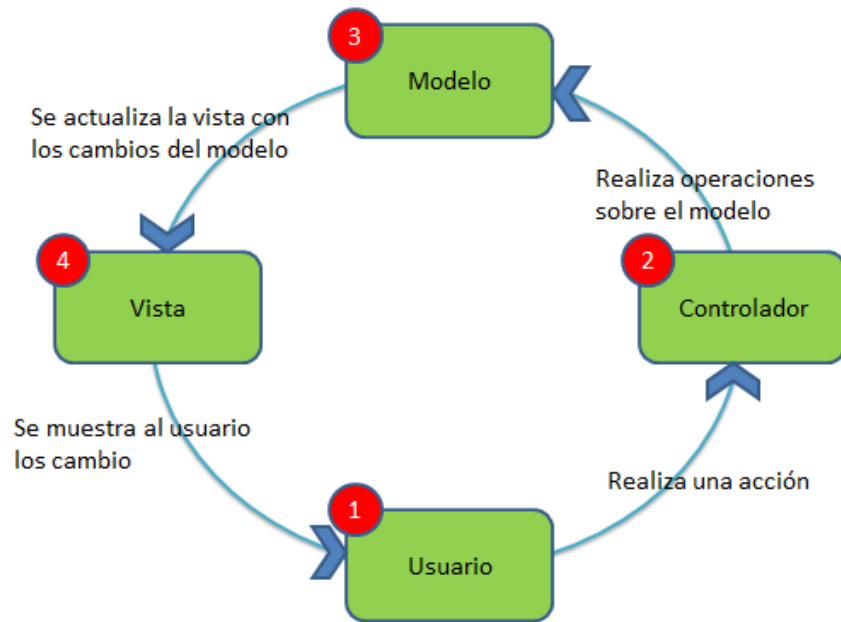 3
Modelo
Se actualiza la vista con
los cambios del modelo
Realiza operaciones
sobre el modelo
4
Vista
2
Controlador
Se muestra al usuario
los cambio
Realiza una acción
1
Usuario